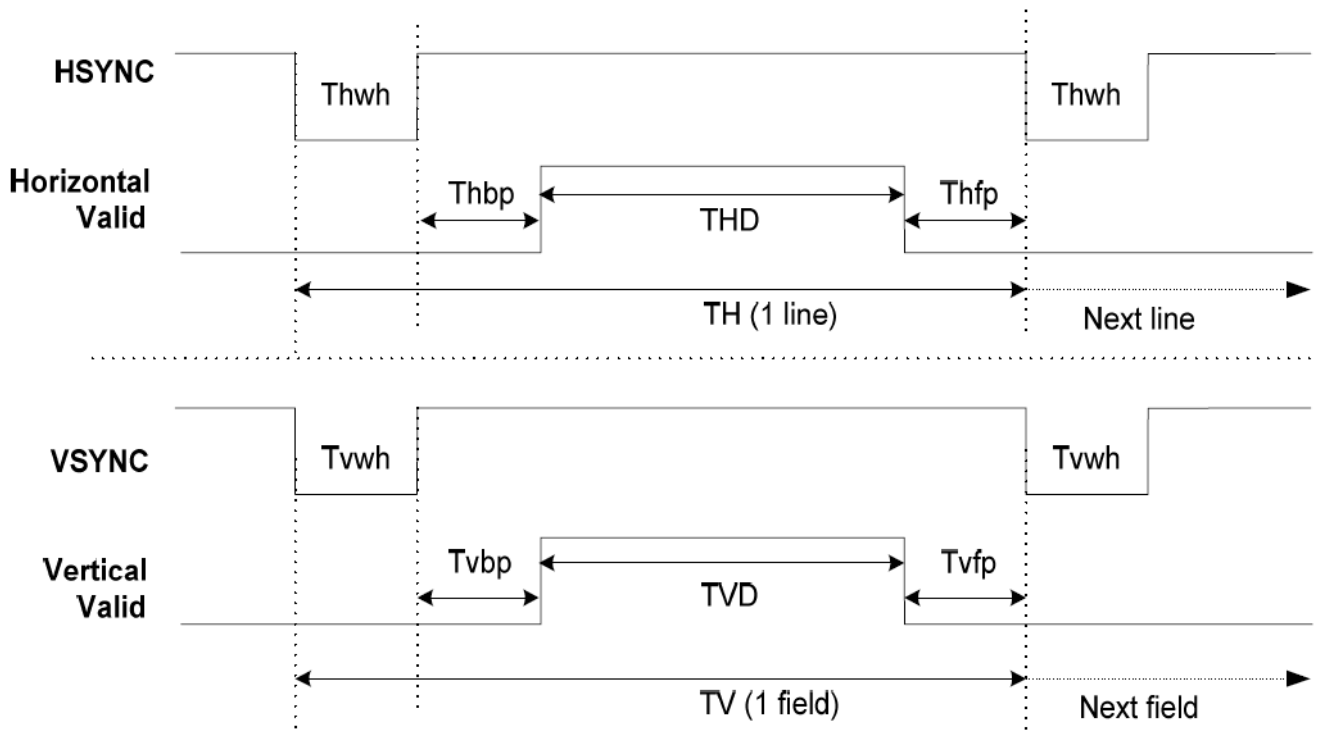 HSYNC
Thwh
Thwh
Horizontal
Valid
Thbp
THD
Thfp
TH (1 line)
Next line
VSYNC
Tvwh
Tvwh
Vertical
Valid
Tvbp
TVD
Tvfp
TV (1 field)
Next field